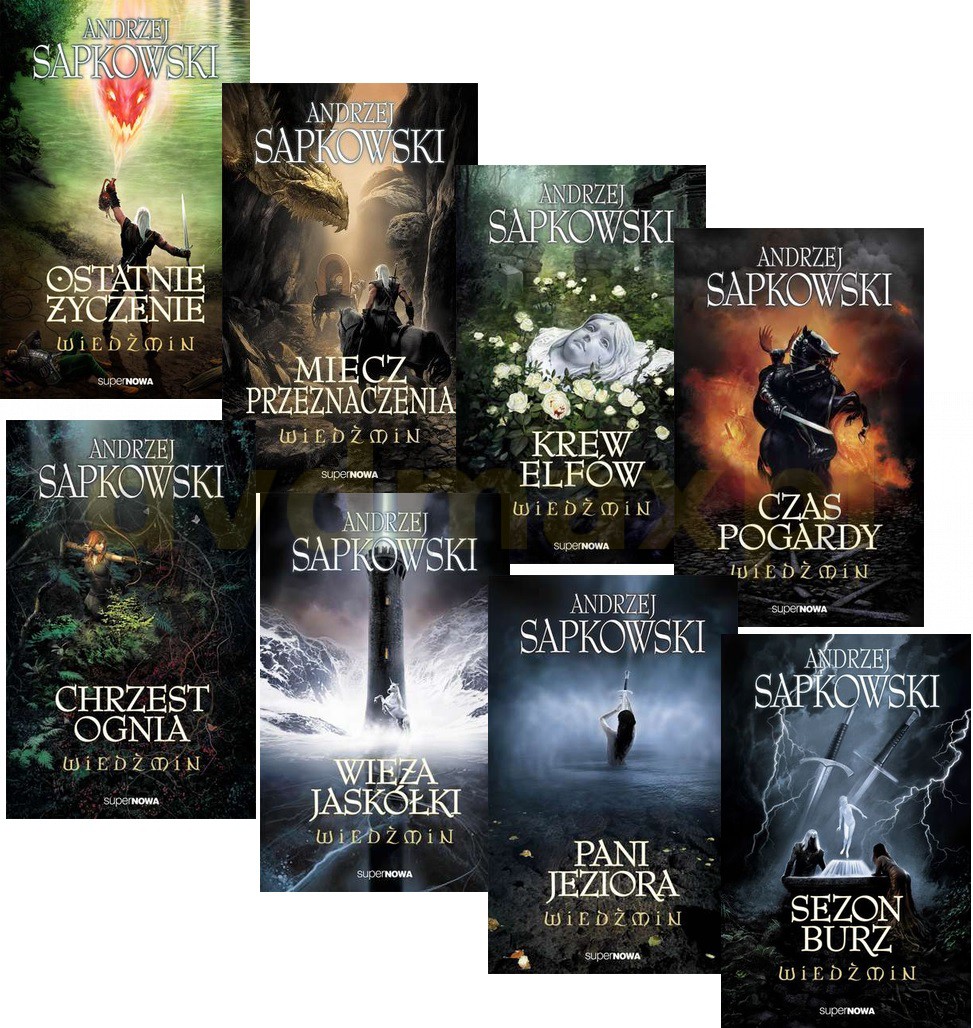 ANDRZEJ
SAPKOWSKI
OSTATNIE
ŻYCZENIE
WIEDŹMIN
superNOWA
ANDRZEJ
SAPKOWSKI
MIECZ
PRZEZNACZENIA
WIEDŹMIN
superNOWA
ANDRZEJ
SAPKOWSKI
KREW
ELFÓW
WIEDŹMIN
superNOWA
ANDRZEJ
SAPKOWSKI
CZAS
POGARDY
WIEDŹMIN
superNOWA
ANDRZEJ
SAPKOWSKI
CHRZEST
OGNIA
WIEDŹMIN
superNOWA
ANDRZEJ
SAPKOWSKI
WIEŻA
JASKÓŁKI
WIEDŹMIN
superNOWA
ANDRZEJ
SAPKOWSKI
PANI
JEZIORA
WIEDŹMIN
superNOWA
ANDRZEJ
SAPKOWSKI
SEZON
BURZ
WIEDŹMIN
superNOWA